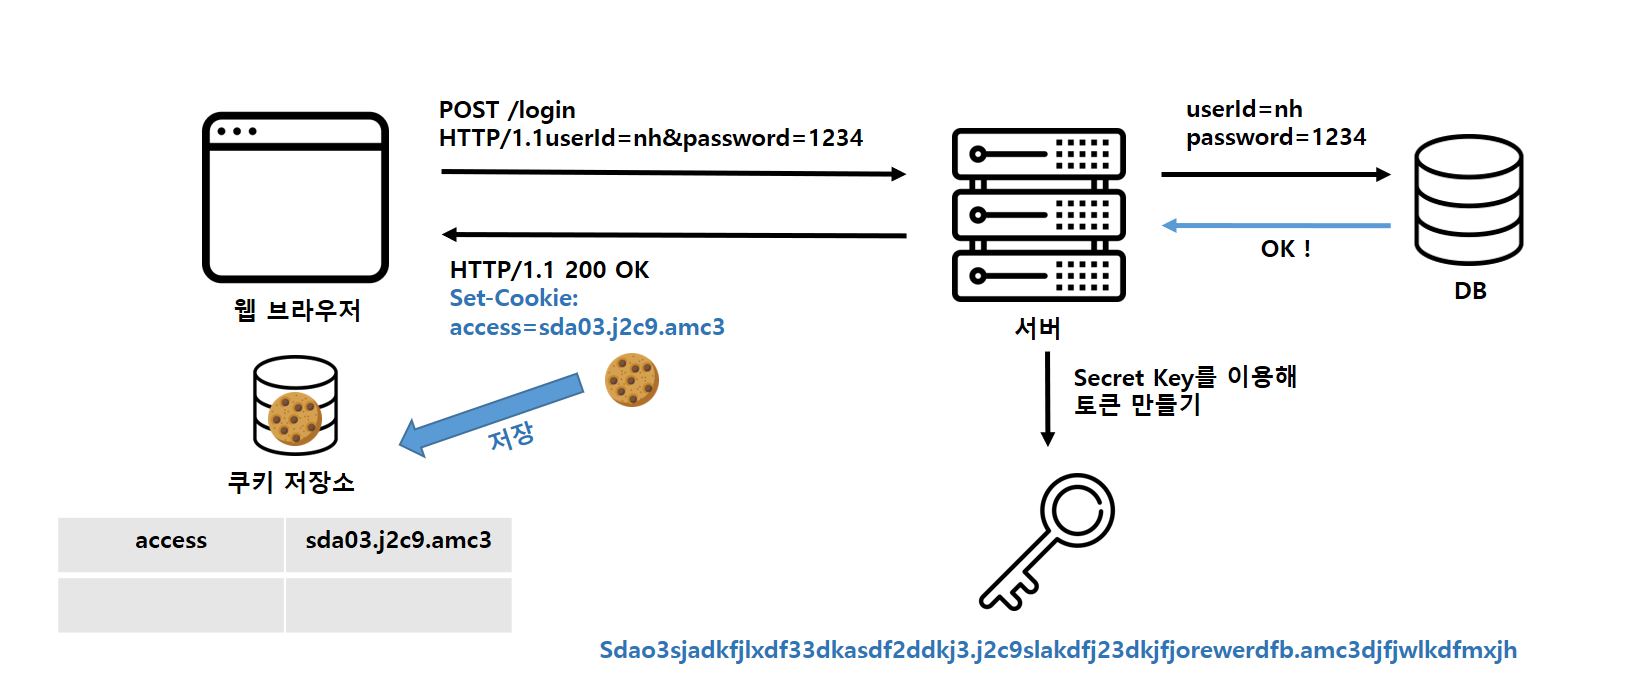 POST /login
HTTP/1.1userId=nh&password=1234
userId=nh
password=1234
HTTP/1.1 200 OK
Set-Cookie:
access=sda03.j2c9.amc3
OK !
웹 브라우저
서버
DB
저장
Secret Key를 이용해
토큰 만들기
쿠키 저장소
access sda03.j2c9.amc3
Sdao3sjadkfjlxdf33dkasdf2ddkj3.j2c9slakdfj23dkjfjorewerdfb.amc3djfjwlkdfmxjh